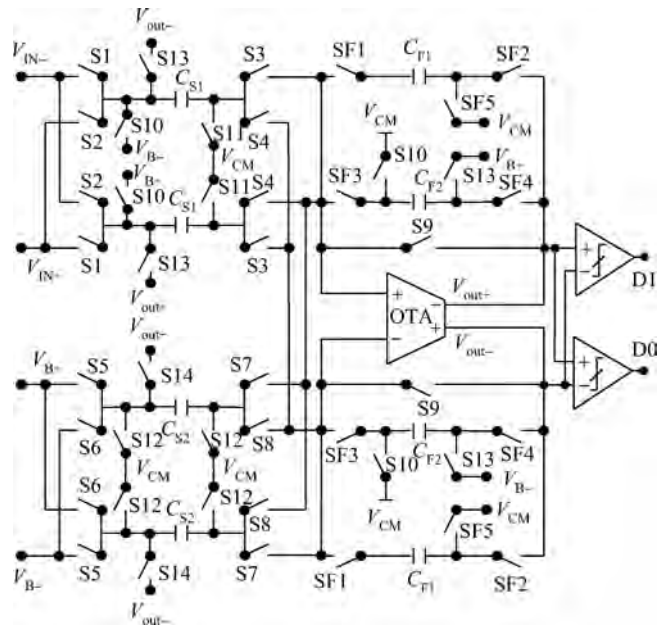 V_out−
S1
S13
S3
SF1
C_F1
SF2
V_IN−
C_S1
S2
S10
S11
S4
V_CM
SF5
V_CM
V_B−
V_CM
S10
V_B−
V_B−
S2
S10
S11
S4
SF3
C_F2
S13
SF4
C_S1
S9
V_IN−
S1
S13
S3
V_out+
D1
V_out−
OTA
V_out−
D0
V_B−
S5
S14
S7
S9
C_S2
S6
S12
S12
S8
SF3
C_F2
SF4
V_CM
V_CM
S10
S13
V_B−
S6
S12
C_S2
S12
S8
V_CM
V_CM
SF5
V_B−
S5
S14
S7
SF1
C_F1
SF2
V_out−